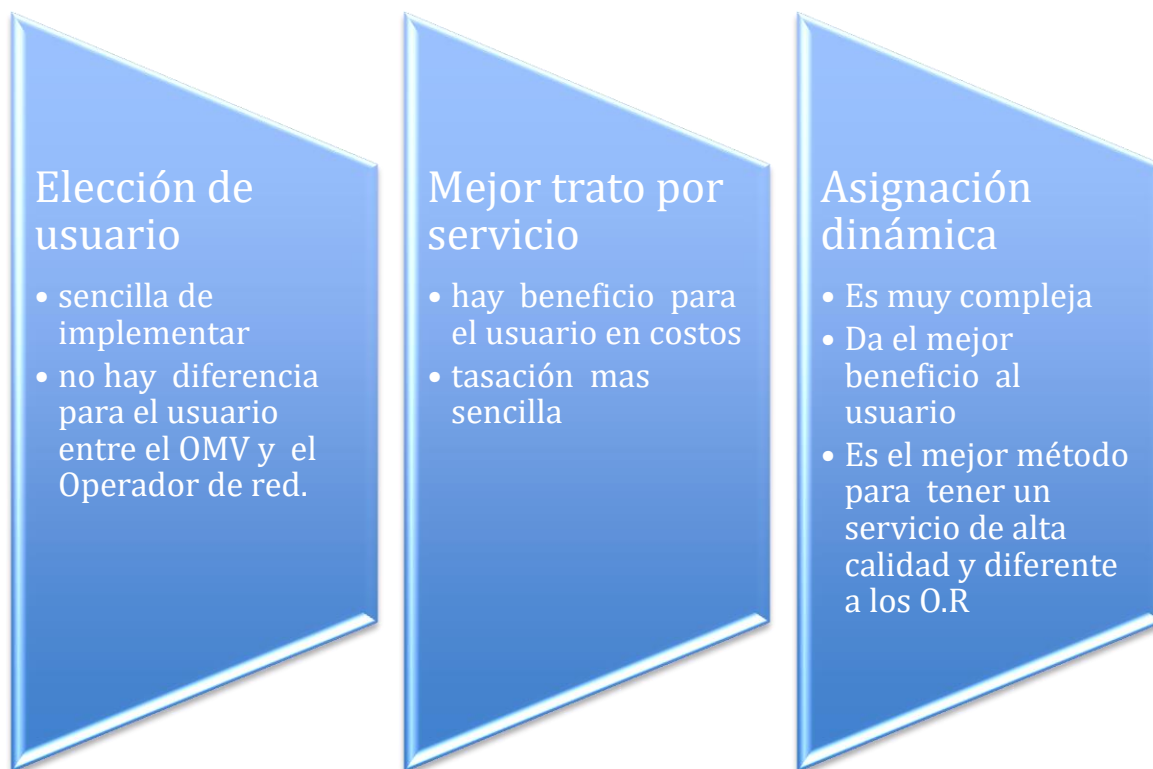 Elección de
usuario
• sencilla de
implementar
• no hay diferencia
para el usuario
entre el OMV y el
Operador de red.
Mejor trato por
servicio
• hay beneficio para
el usuario en costos
• tasación mas
sencilla
Asignación
dinámica
• Es muy compleja
• Da el mejor
beneficio al
usuario
• Es el mejor método
para tener un
servicio de alta
calidad y diferente
a los O.R